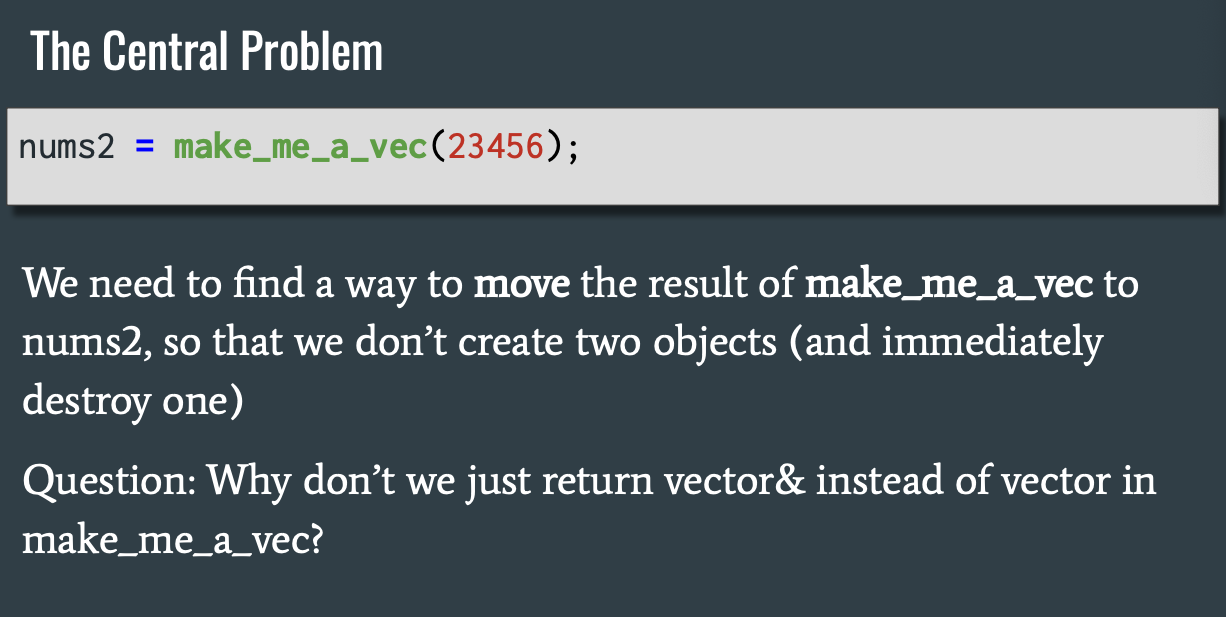 The Central Problem
nums2 = make_me_a_vec(23456);
We need to find a way to move the result of make_me_a_vec to
nums2, so that we don’t create two objects (and immediately
destroy one)
Question: Why don’t we just return vector& instead of vector in
make_me_a_vec?